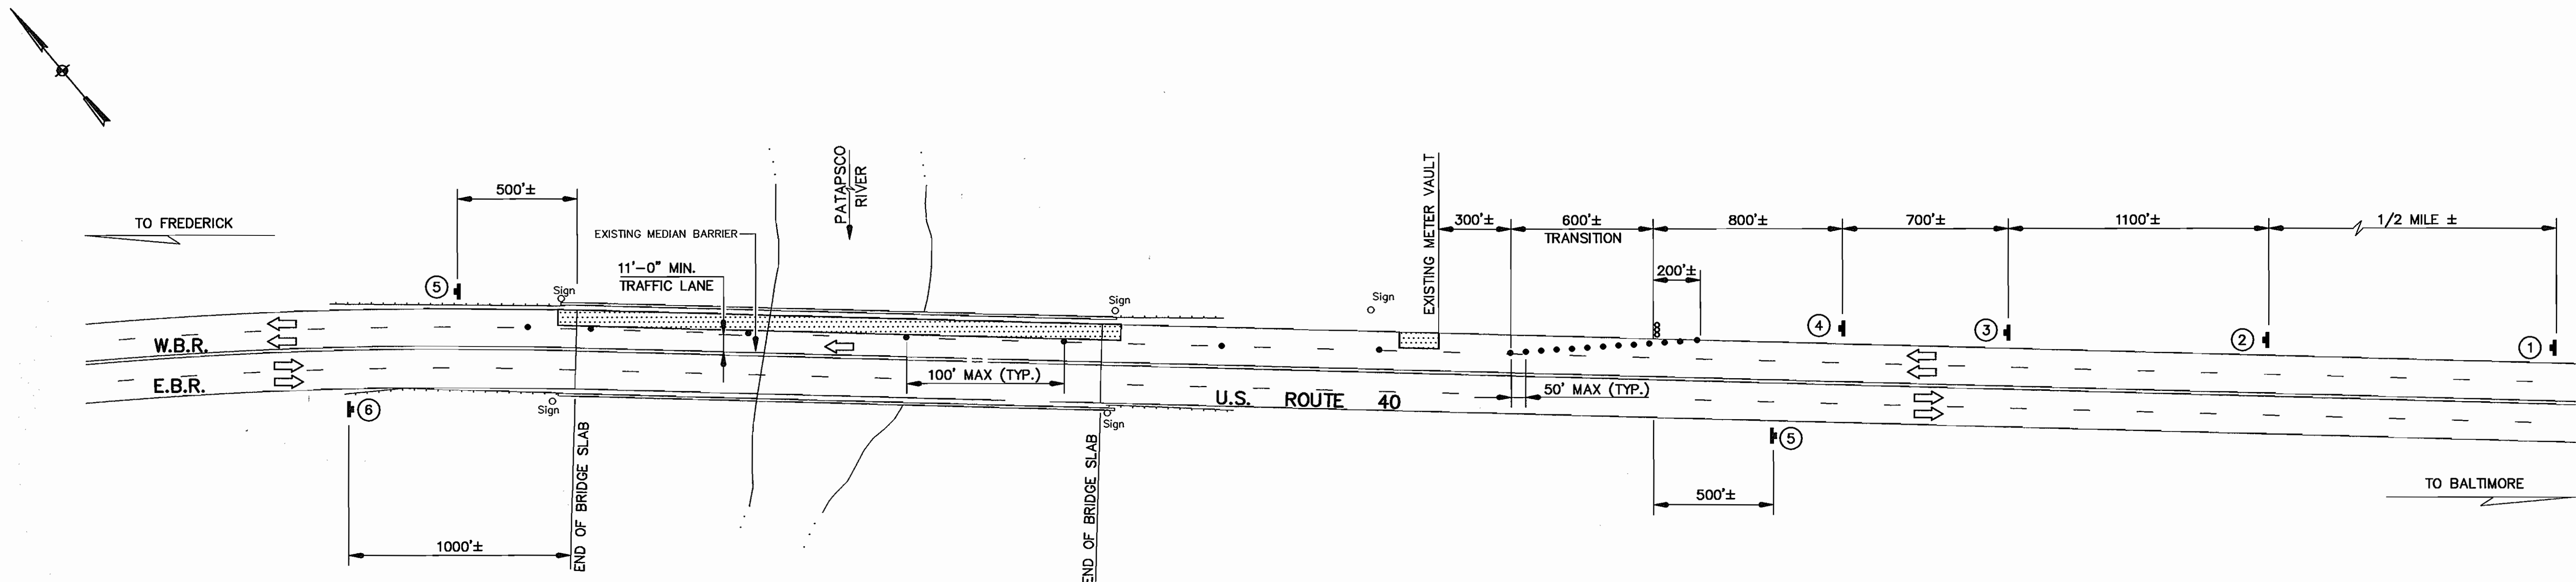 PATAPSCO
RIVER
EXISTING METER VAULT
500'±
TO FREDERICK
EXISTING MEDIAN BARRIER
11'-0" MIN.
TRAFFIC LANE
300'±
600'±
TRANSITION
800'±
700'±
1100'±
1/2 MILE ±
200'±
5
Sign
Sign
Sign
4
3
2
1
W.B.R.
E.B.R.
100' MAX (TYP.)
50' MAX (TYP.)
U.S. ROUTE 40
6
Sign
Sign
5
END OF BRIDGE SLAB
END OF BRIDGE SLAB
500'±
TO BALTIMORE
1000'±